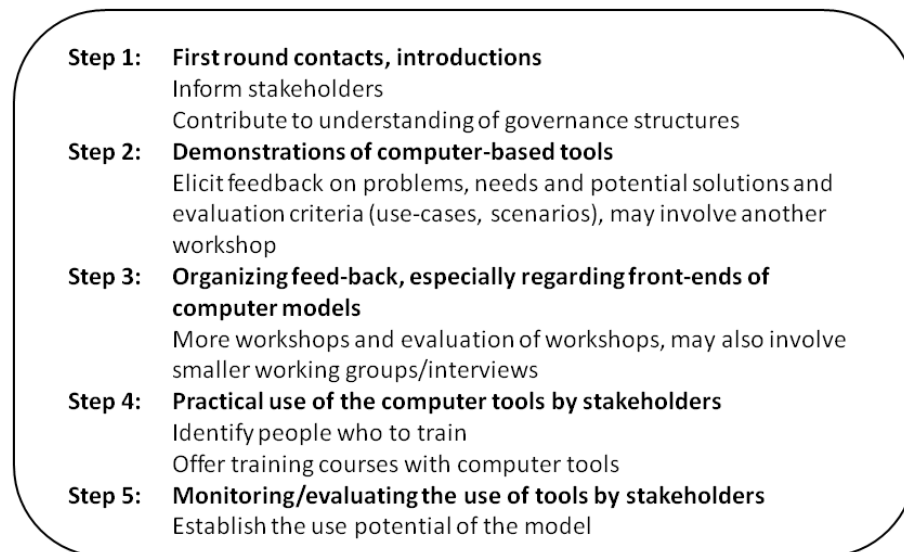 Step 1: First round contacts, introductions
Inform stakeholders
Contribute to understanding of governance structures
Step 2: Demonstrations of computer-based tools
Elicit feedback on problems, needs and potential solutions and
evaluation criteria (use-cases, scenarios), may involve another
workshop
Step 3: Organizing feed-back, especially regarding front-ends of
computer models
More workshops and evaluation of workshops, may also involve
smaller working groups/interviews
Step 4: Practical use of the computer tools by stakeholders
Identify people who to train
Offer training courses with computer tools
Step 5: Monitoring/evaluating the use of tools by stakeholders
Establish the use potential of the model